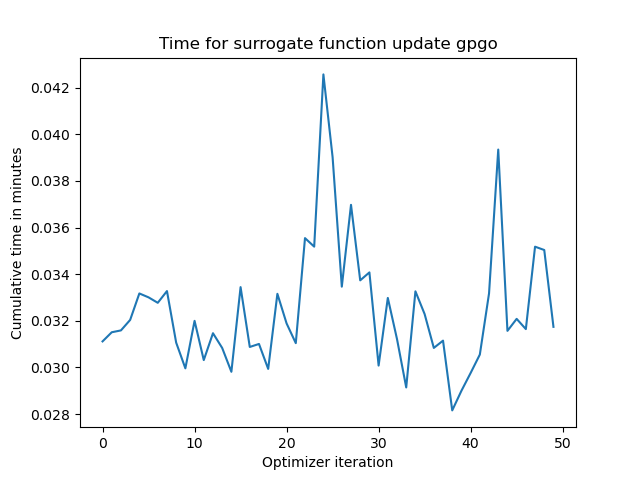 Time for surrogate function update gpgo
Cumulative time in minutes
0.042
0.040
0.038
0.036
0.034
0.032
0.030
0.028
0 10 20 30 40 50
Optimizer iteration